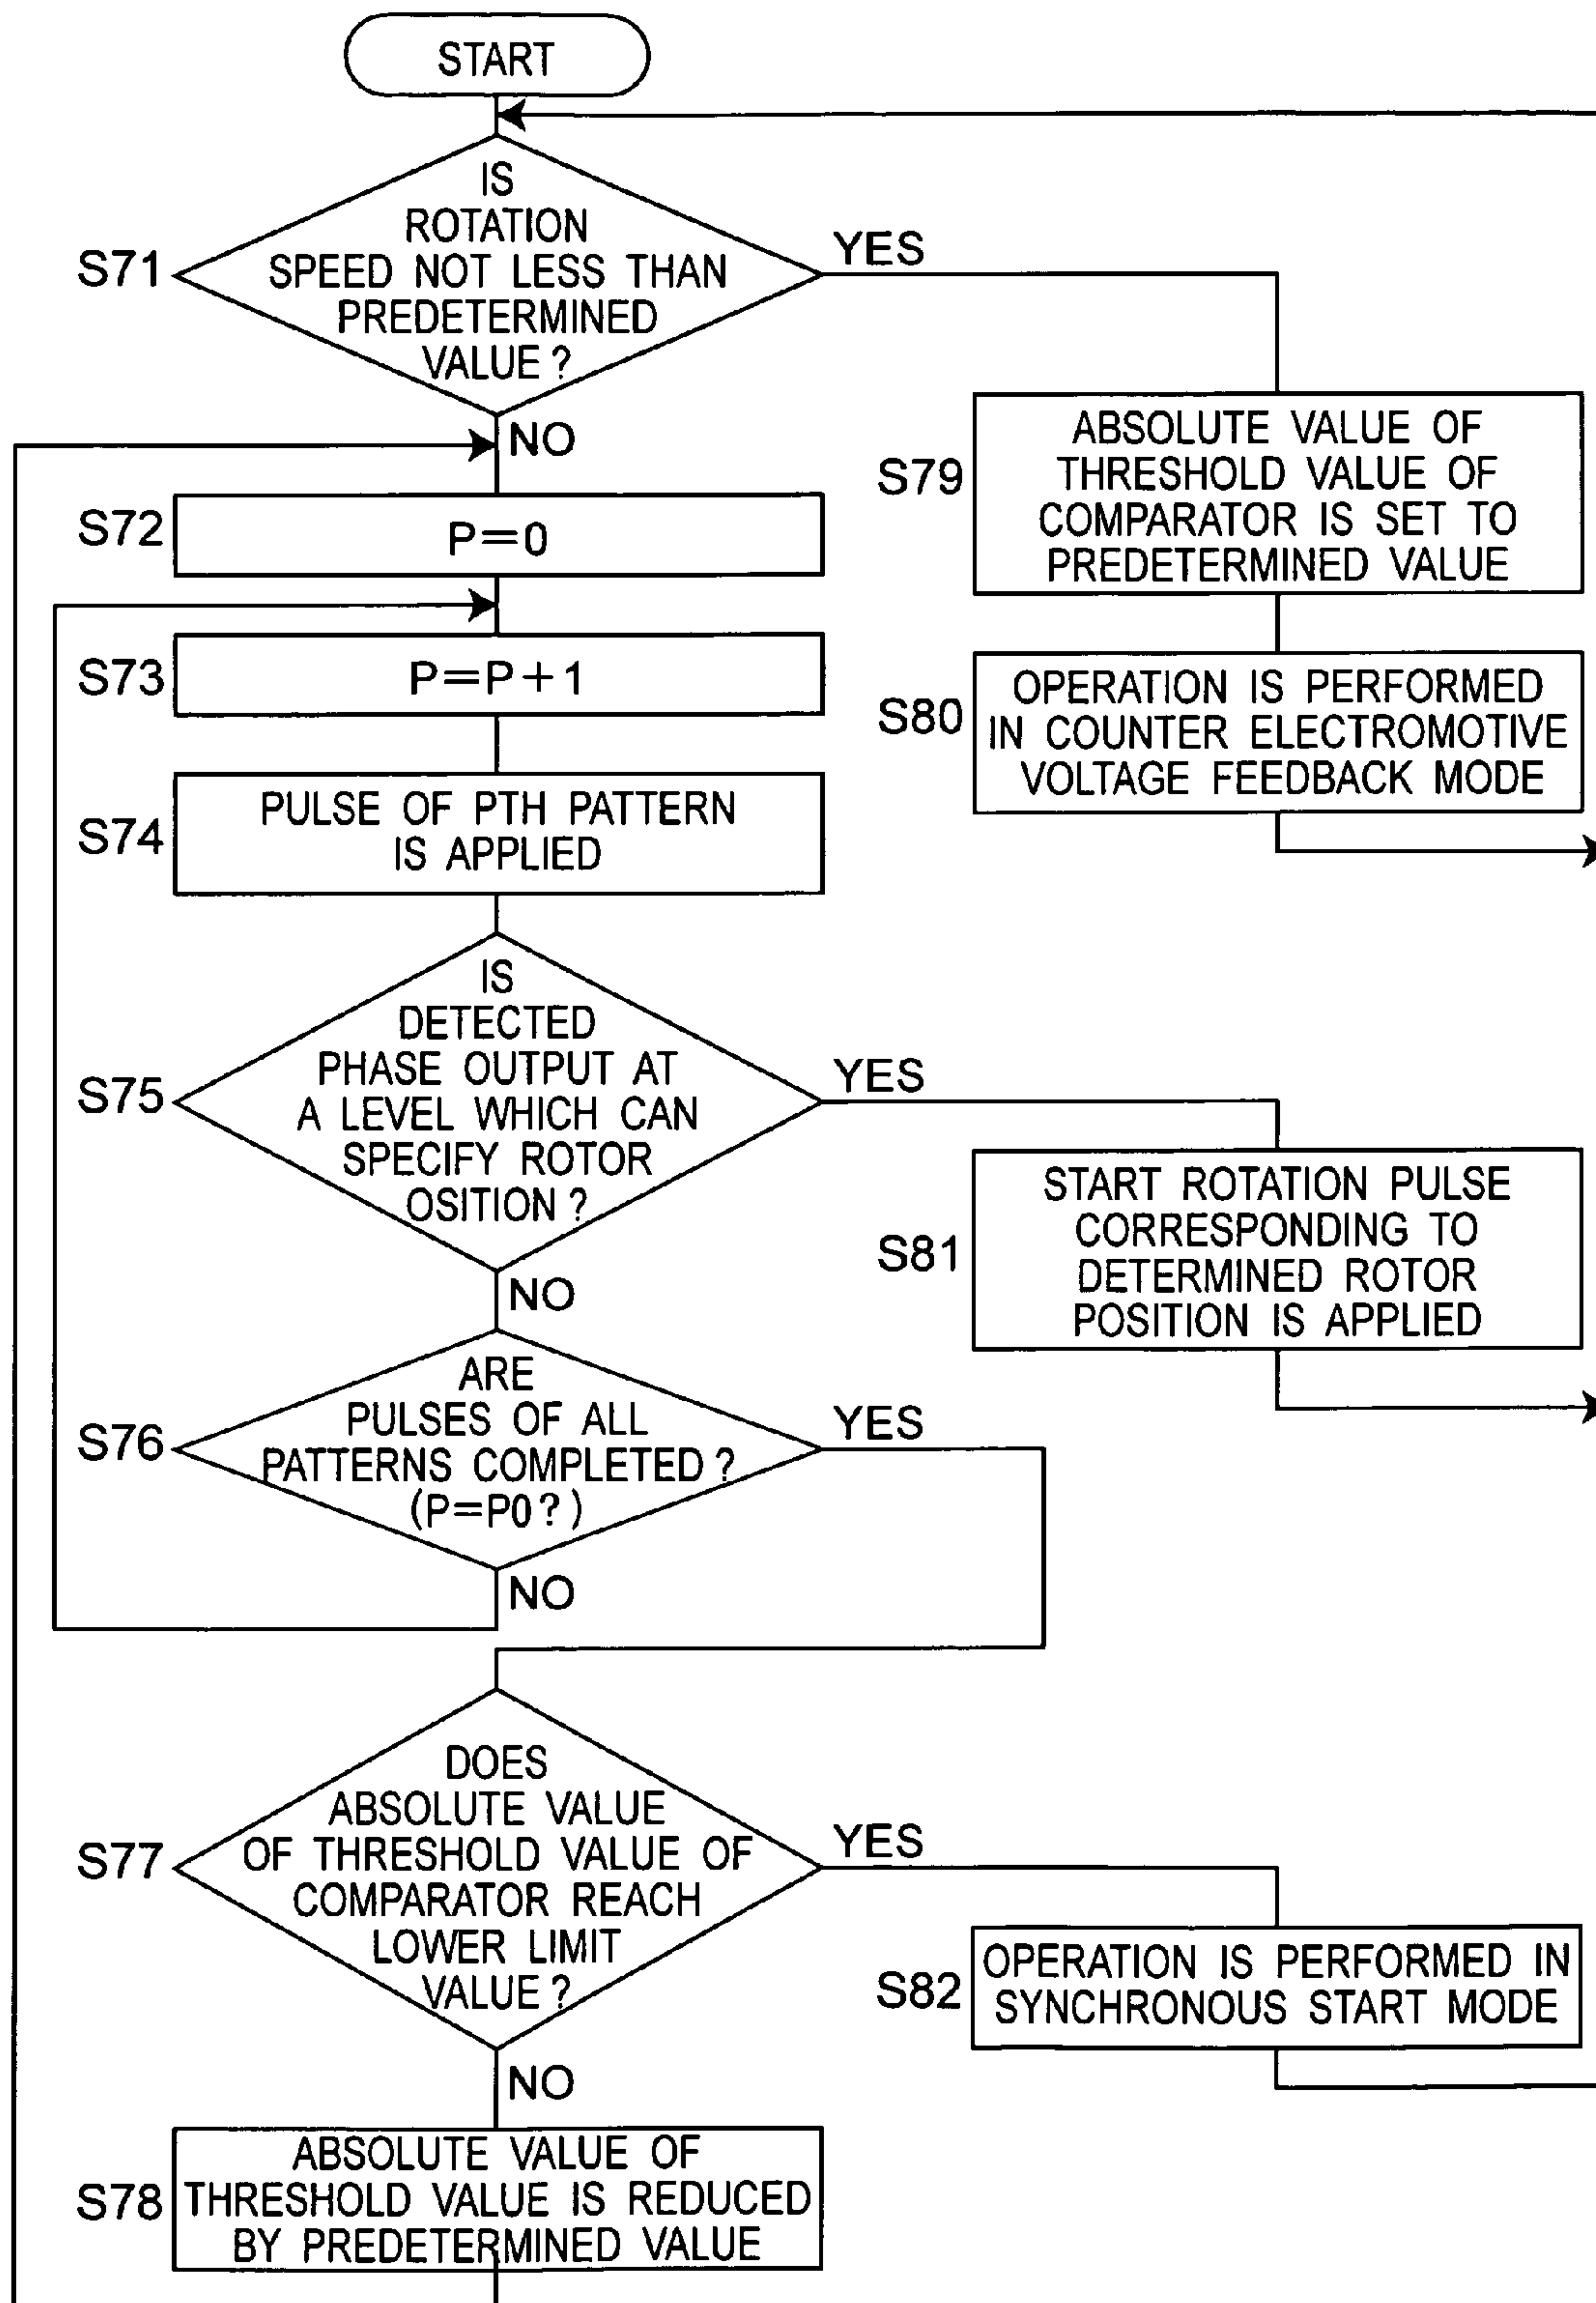 START
IS
ROTATION
SPEED NOT LESS THAN
PREDETERMINED
VALUE?
S71
YES
NO
S72
P=0
S73
P=P+1
S74
PULSE OF PTH PATTERN
IS APPLIED
IS
DETECTED
PHASE OUTPUT AT
A LEVEL WHICH CAN
SPECIFY ROTOR
OSITION?
S75
YES
NO
ARE
PULSES OF ALL
PATTERNS COMPLETED?
(P=P0?)
S76
YES
NO
DOES
ABSOLUTE VALUE
OF THRESHOLD VALUE OF
COMPARATOR REACH
LOWER LIMIT
VALUE?
S77
YES
NO
S78
ABSOLUTE VALUE OF
THRESHOLD VALUE IS REDUCED
BY PREDETERMINED VALUE
S79
ABSOLUTE VALUE OF
THRESHOLD VALUE OF
COMPARATOR IS SET TO
PREDETERMINED VALUE
S80
OPERATION IS PERFORMED
IN COUNTER ELECTROMOTIVE
VOLTAGE FEEDBACK MODE
S81
START ROTATION PULSE
CORRESPONDING TO
DETERMINED ROTOR
POSITION IS APPLIED
S82
OPERATION IS PERFORMED IN
SYNCHRONOUS START MODE